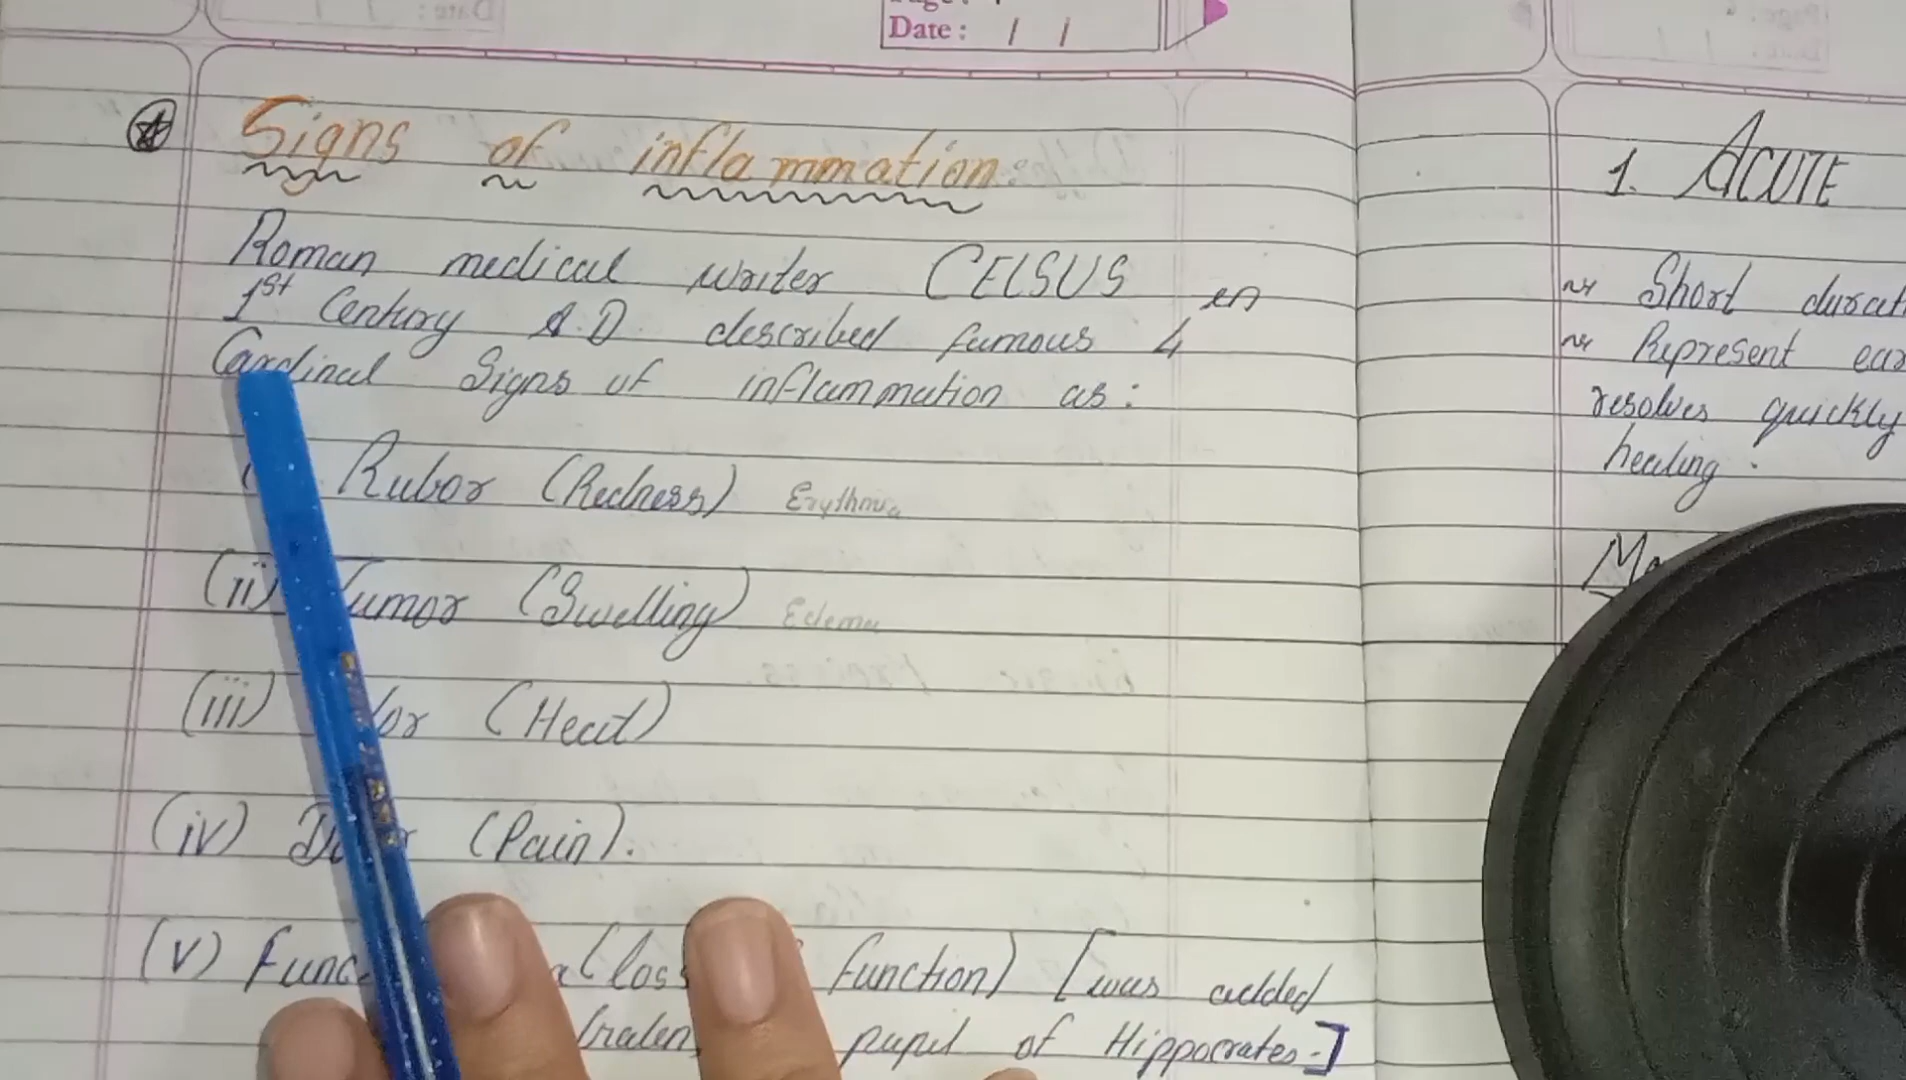 Date : / /
Signs of inflammation:
Roman medical writer CELSUS in
1st Century A.D. described famous 4
Cardinal Signs of inflammation as:
Rubor (Redness) Erythma
(ii) Tumor (Swelling) Edema
(iii) (Heat)
(iv) (Pain).
(v) (loss function) [was added
pupil of Hippocrates.]
1. ACUTE
Short
Represent
resolves quickly
healing.